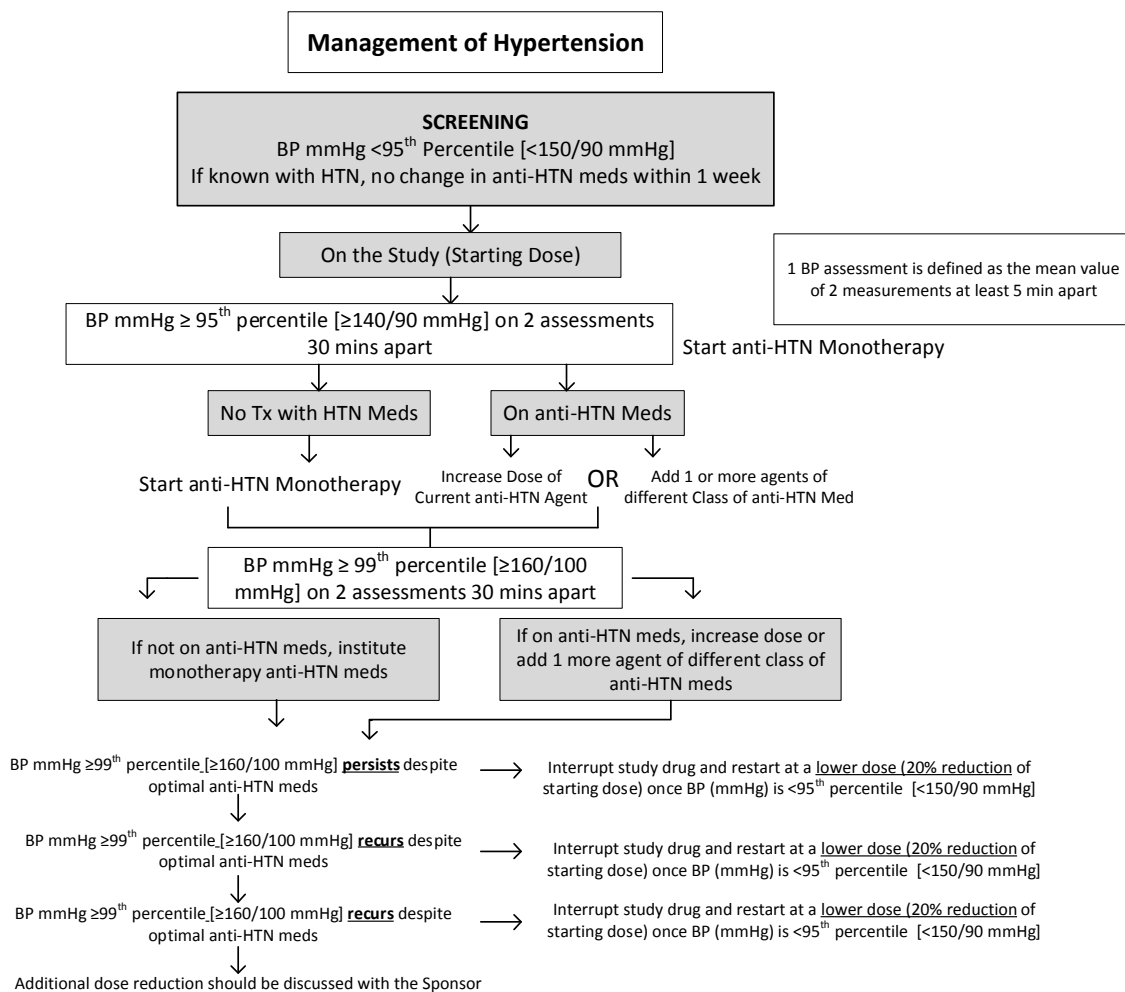 Management of Hypertension
SCREENING
BP mmHg <95th Percentile [<150/90 mmHg]
If known with HTN, no change in anti-HTN meds within 1 week
On the Study (Starting Dose)
1 BP assessment is defined as the mean value
of 2 measurements at least 5 min apart
BP mmHg ≥ 95th percentile [≥140/90 mmHg] on 2 assessments
30 mins apart
Start anti-HTN Monotherapy
No Tx with HTN Meds
On anti-HTN Meds
Start anti-HTN Monotherapy
Increase Dose of
Current anti-HTN Agent
OR
Add 1 or more agents of
different Class of anti-HTN Med
BP mmHg ≥ 99th percentile [≥160/100
mmHg] on 2 assessments 30 mins apart
If not on anti-HTN meds, institute
monotherapy anti-HTN
meds
If on anti-HTN meds, increase dose or
add 1 more agent of different class of
anti-HTN meds
BP mmHg ≥99th percentile [≥160/100 mmHg] persists despite
optimal anti-HTN meds
Interrupt study drug and restart at a lower dose (20% reduction of
starting dose) once BP (mmHg) is <95th percentile [<150/90 mmHg]
BP mmHg ≥99th percentile [≥160/100 mmHg] recurs despite
optimal anti-HTN meds
Interrupt study drug and restart at a lower dose (20% reduction of
starting dose) once BP (mmHg) is <95th percentile [<150/90 mmHg]
BP mmHg ≥99th percentile [≥160/100 mmHg] recurs despite
optimal anti-HTN meds
Interrupt study drug and restart at a lower dose (20% reduction of
starting dose) once BP (mmHg) is <95th percentile [<150/90 mmHg]
Additional dose reduction should be discussed with the Sponsor